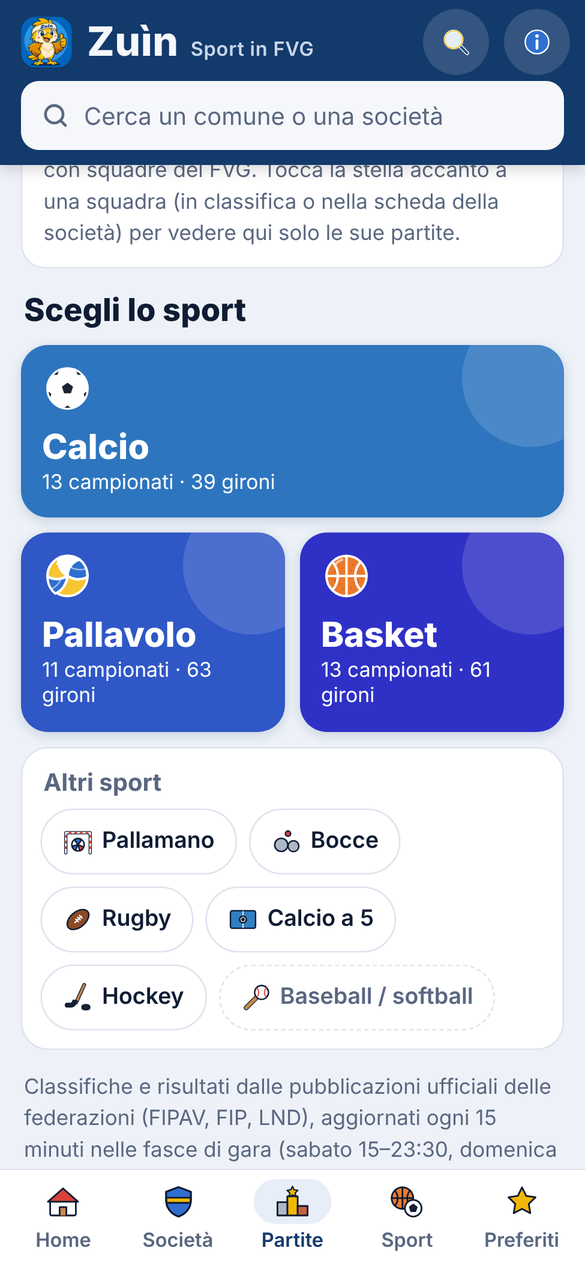 Zuìn Sport in FVG
Cerca un comune o una società
con squadre del FVG. Tocca la stella accanto a
una squadra (in classifica o nella scheda della
società) per vedere qui solo le sue partite.
Scegli lo sport
Calcio
13 campionati · 39 gironi
Pallavolo
11 campionati · 63
gironi
Basket
13 campionati · 61
gironi
Altri sport
Pallamano
Bocce
Rugby
Calcio a 5
Hockey
Baseball / softball
Classifiche e risultati dalle pubblicazioni ufficiali delle
federazioni (FIPAV, FIP, LND), aggiornati ogni 15
minuti nelle fasce di gara (sabato 15–23:30, domenica
Home
Società
Partite
Sport
Preferiti